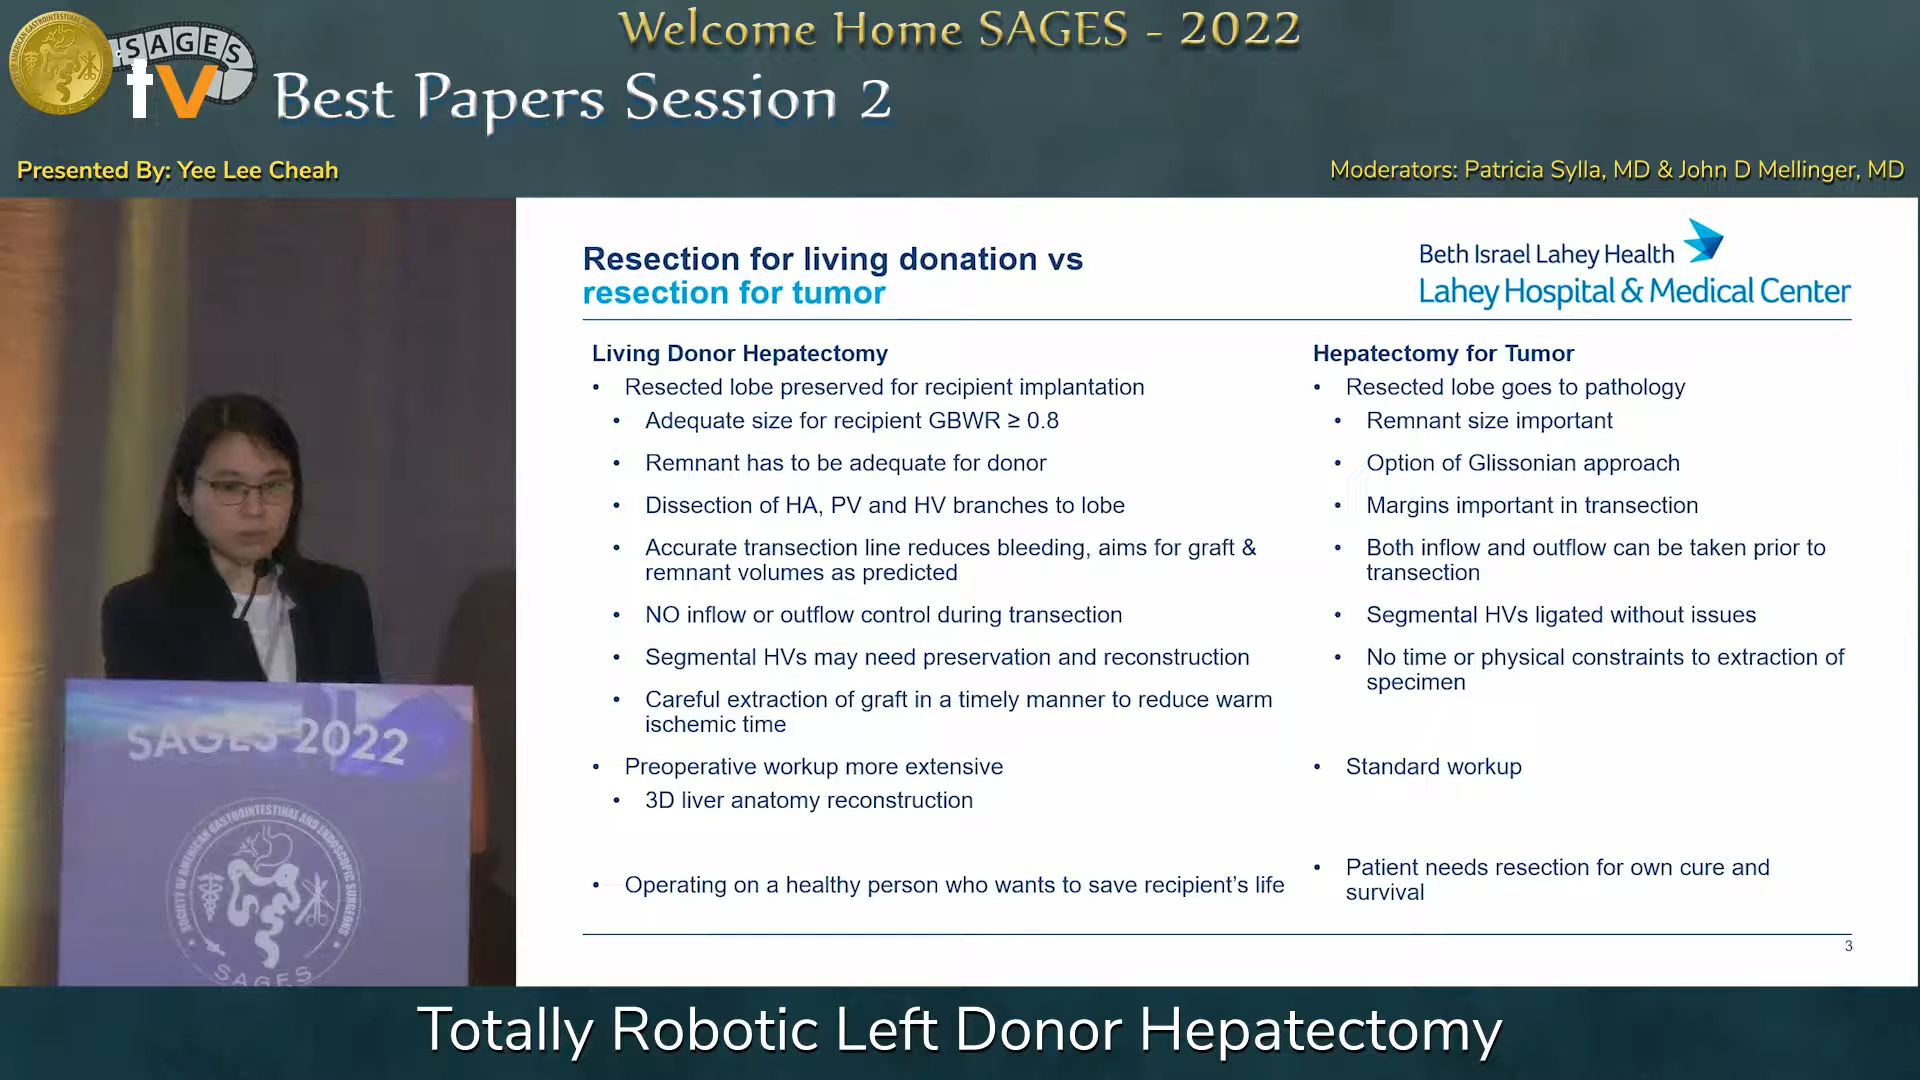 Welcome Home SAGES - 2022
SAGES
tv
Best Papers Session 2
Presented By: Yee Lee Cheah
Moderators: Patricia Sylla, MD & John D Mellinger, MD
Resection for living donation vs
resection for tumor
Beth Israel Lahey Health
Lahey Hospital & Medical Center
Living Donor Hepatectomy
• Resected lobe preserved for recipient implantation
• Adequate size for recipient GBWR ≥ 0.8
• Remnant has to be adequate for donor
• Dissection of HA, PV and HV branches to lobe
• Accurate transection line reduces bleeding, aims for graft &
remnant volumes as predicted
• NO inflow or outflow control during transection
• Segmental HVs may need preservation and reconstruction
• Careful extraction of graft in a timely manner to reduce warm
ischemic time
• Preoperative workup more extensive
• 3D liver anatomy reconstruction
• Operating on a healthy person who wants to save recipient's life
Hepatectomy for Tumor
• Resected lobe goes to pathology
• Remnant size important
• Option of Glissonian approach
• Margins important in transection
• Both inflow and outflow can be taken prior to
transection
• Segmental HVs ligated without issues
• No time or physical constraints to extraction of
specimen
• Standard workup
• Patient needs resection for own cure and
survival
3
SAGES 2022
SOCIETY OF AMERICAN GASTROINTESTINAL AND ENDOSCOPIC SURGEONS
SAGES
Totally Robotic Left Donor Hepatectomy